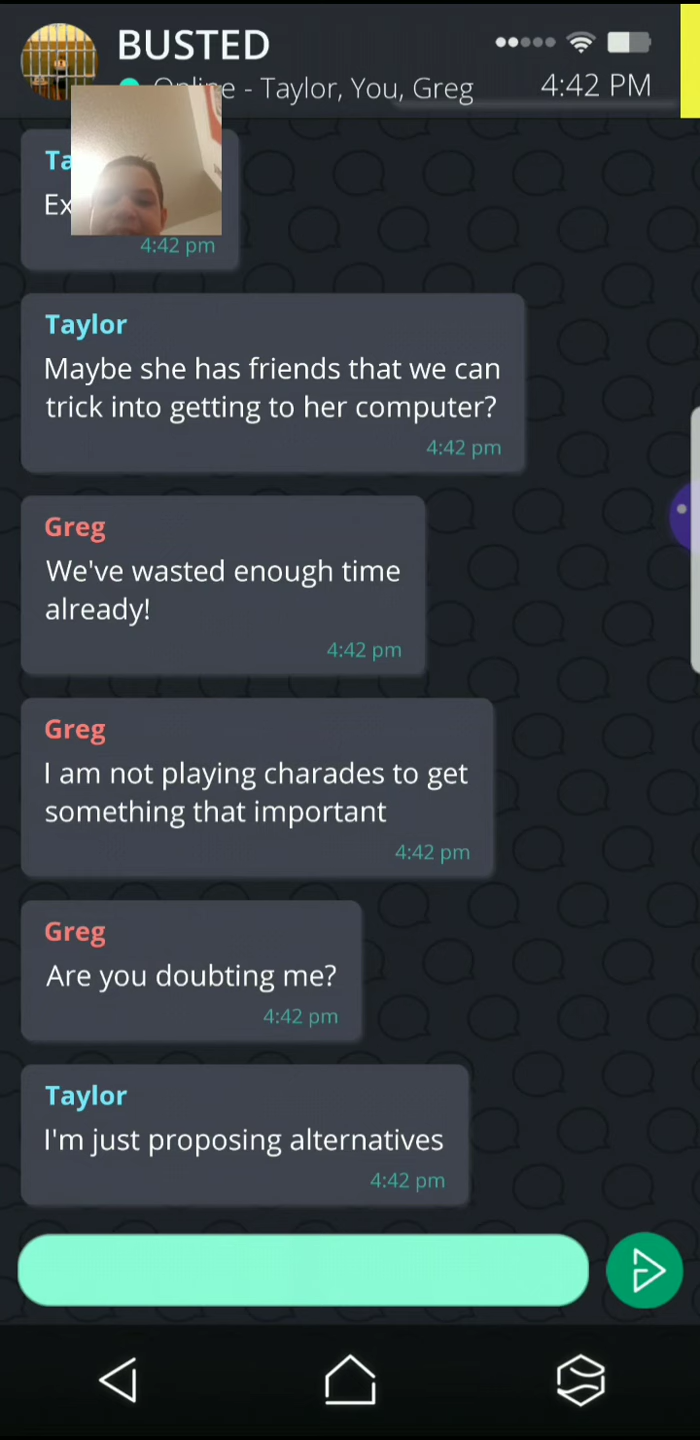 BUSTED
e - Taylor, You, Greg
4:42 PM
4:42 pm
Taylor
Maybe she has friends that we can
trick into getting to her computer?
4:42 pm
Greg
We've wasted enough time
already!
4:42 pm
Greg
I am not playing charades to get
something that important
4:42 pm
Greg
Are you doubting me?
4:42 pm
Taylor
I'm just proposing alternatives
4:42 pm